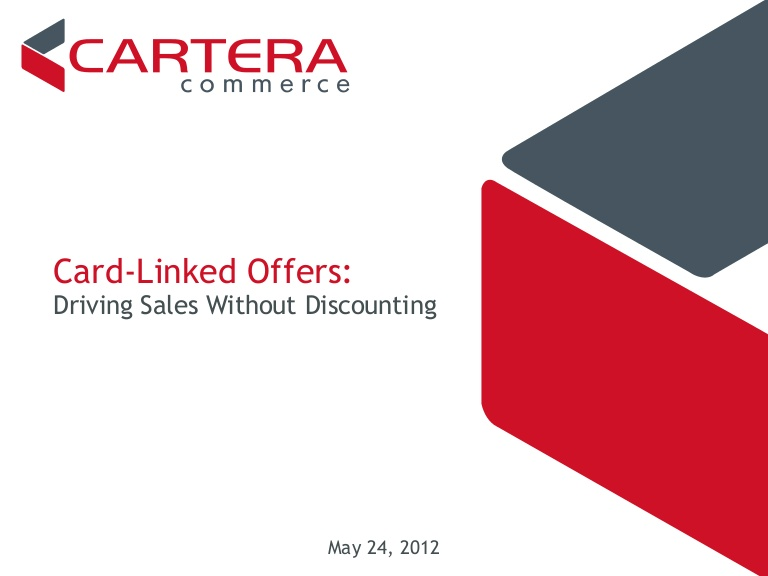 CARTERA
commerce
Card-Linked Offers:
Driving Sales Without Discounting
May 24, 2012